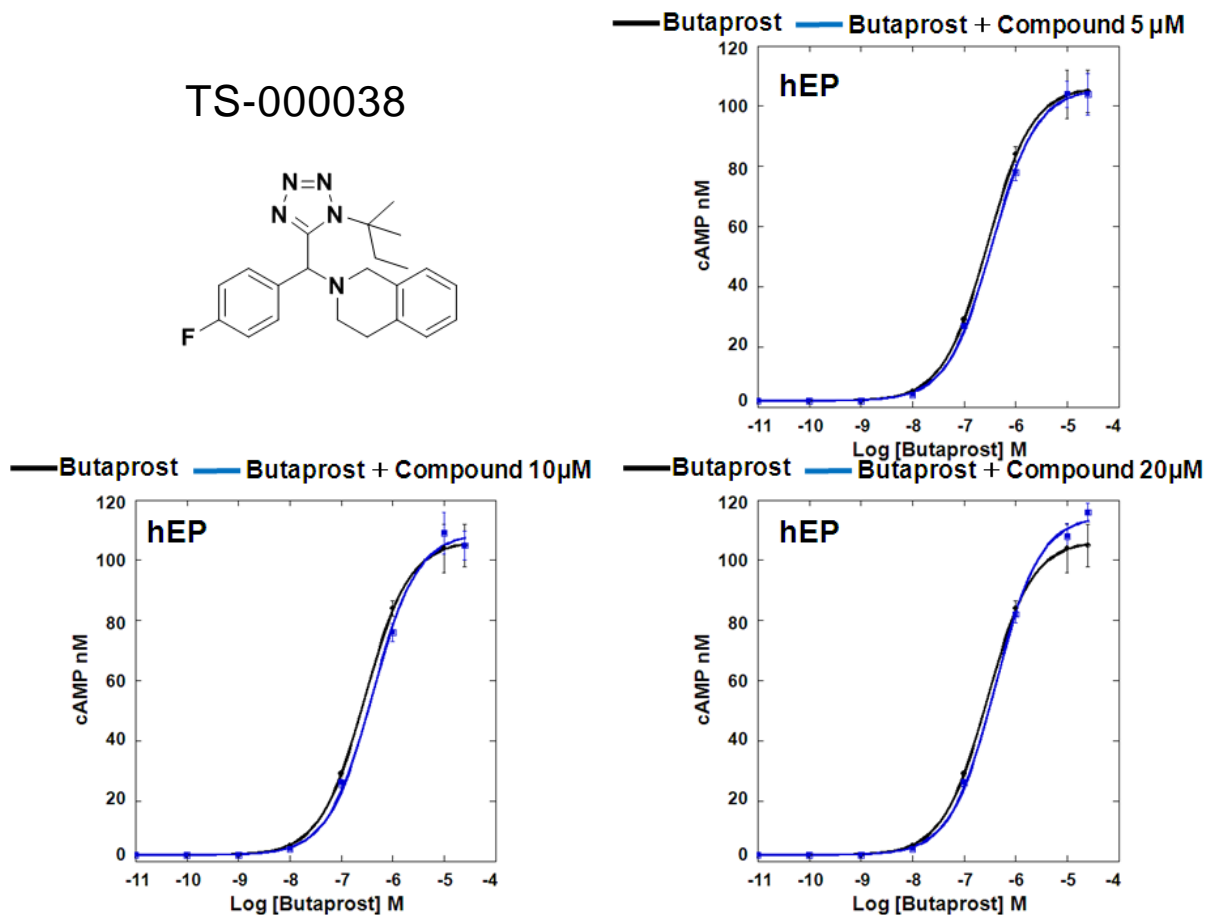 Butaprost Butaprost + Compound 5 µM
TS-000038
N=N
N N
N
F
hEP
120
100
80
60
40
20
0
cAMP nM
-11 -10 -9 -8 -7 -6 -5 -4
Log [Butaprost] M
Butaprost Butaprost + Compound 10µM
hEP
120
100
80
60
40
20
0
cAMP nM
-11 -10 -9 -8 -7 -6 -5 -4
Log [Butaprost] M
Butaprost Butaprost + Compound 20µM
hEP
120
100
80
60
40
20
0
cAMP nM
-11 -10 -9 -8 -7 -6 -5 -4
Log [Butaprost] M